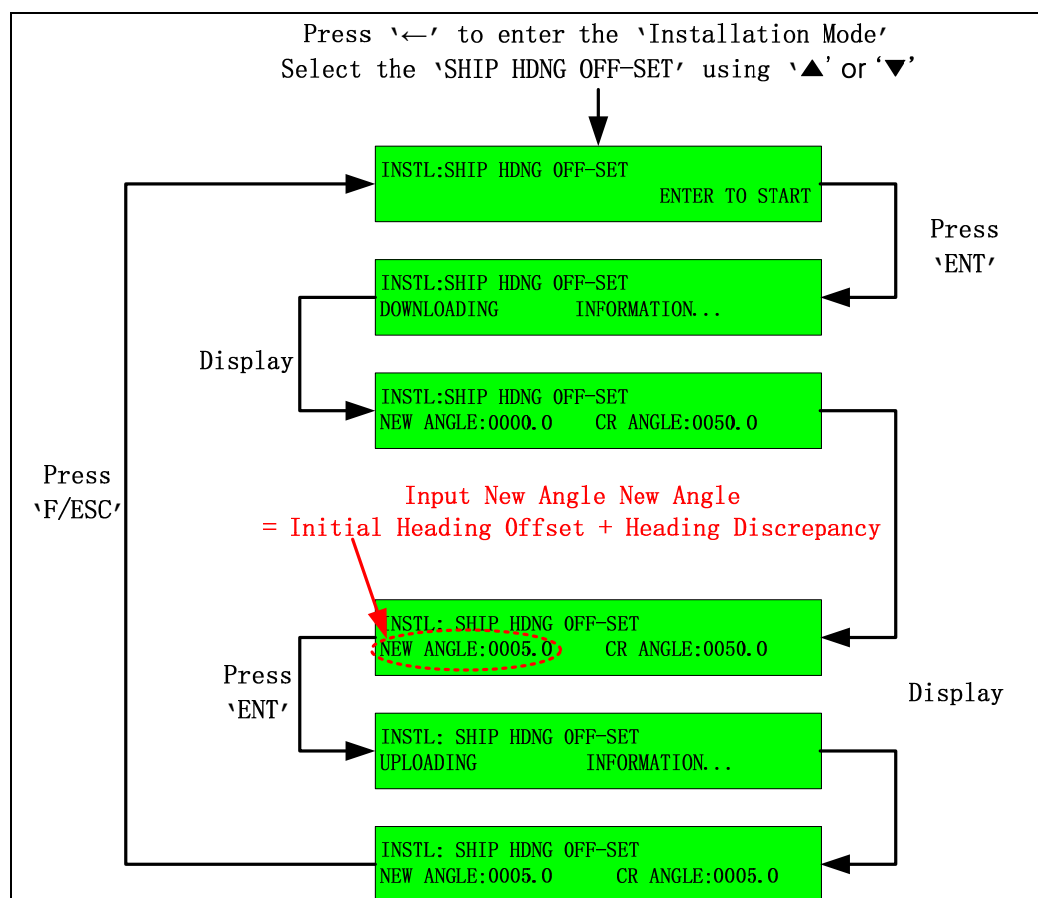 Press ‵←′ to enter the ‵Installation Mode′
Select the ‵SHIP HDNG OFF-SET′ using ‵▲’ or ‘▼’
INSTL:SHIP HDNG OFF-SET
ENTER TO START
Press
‵ENT′
INSTL:SHIP HDNG OFF-SET
DOWNLOADING INFORMATION...
Display
INSTL:SHIP HDNG OFF-SET
NEW ANGLE:0000.0 CR ANGLE:0050.0
Press
‵F/ESC′
Input New Angle New Angle
= Initial Heading Offset + Heading Discrepancy
INSTL: SHIP HDNG OFF-SET
NEW ANGLE:0005.0 CR ANGLE:0050.0
Press
‵ENT′
Display
INSTL: SHIP HDNG OFF-SET
UPLOADING INFORMATION...
INSTL: SHIP HDNG OFF-SET
NEW ANGLE:0005.0 CR ANGLE:0005.0